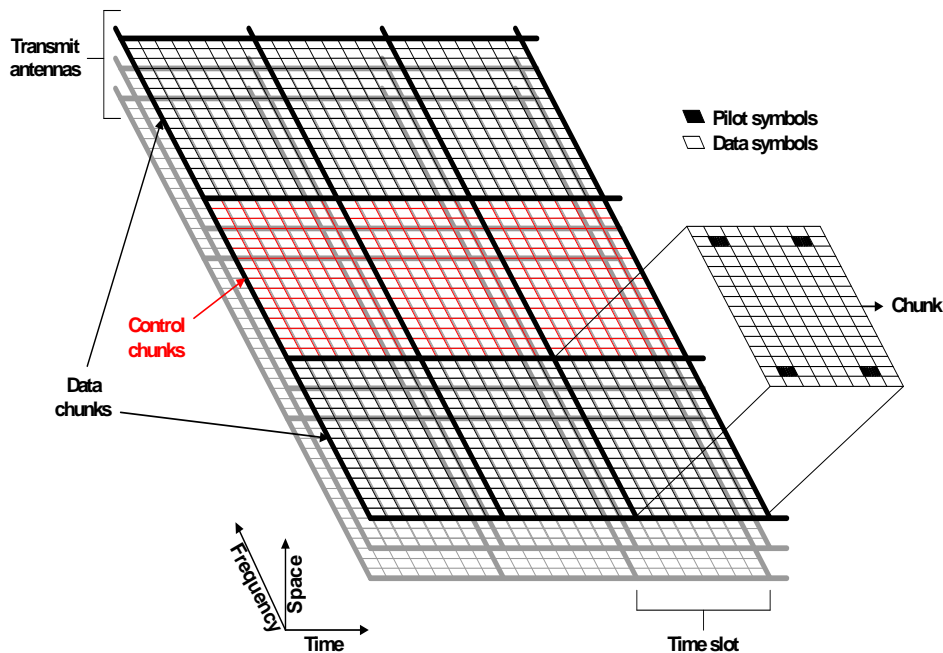 Transmit
antennas
Pilot symbols
Data symbols
Chunk
Control
chunks
Data
chunks
Frequency
Space
Time
Time slot